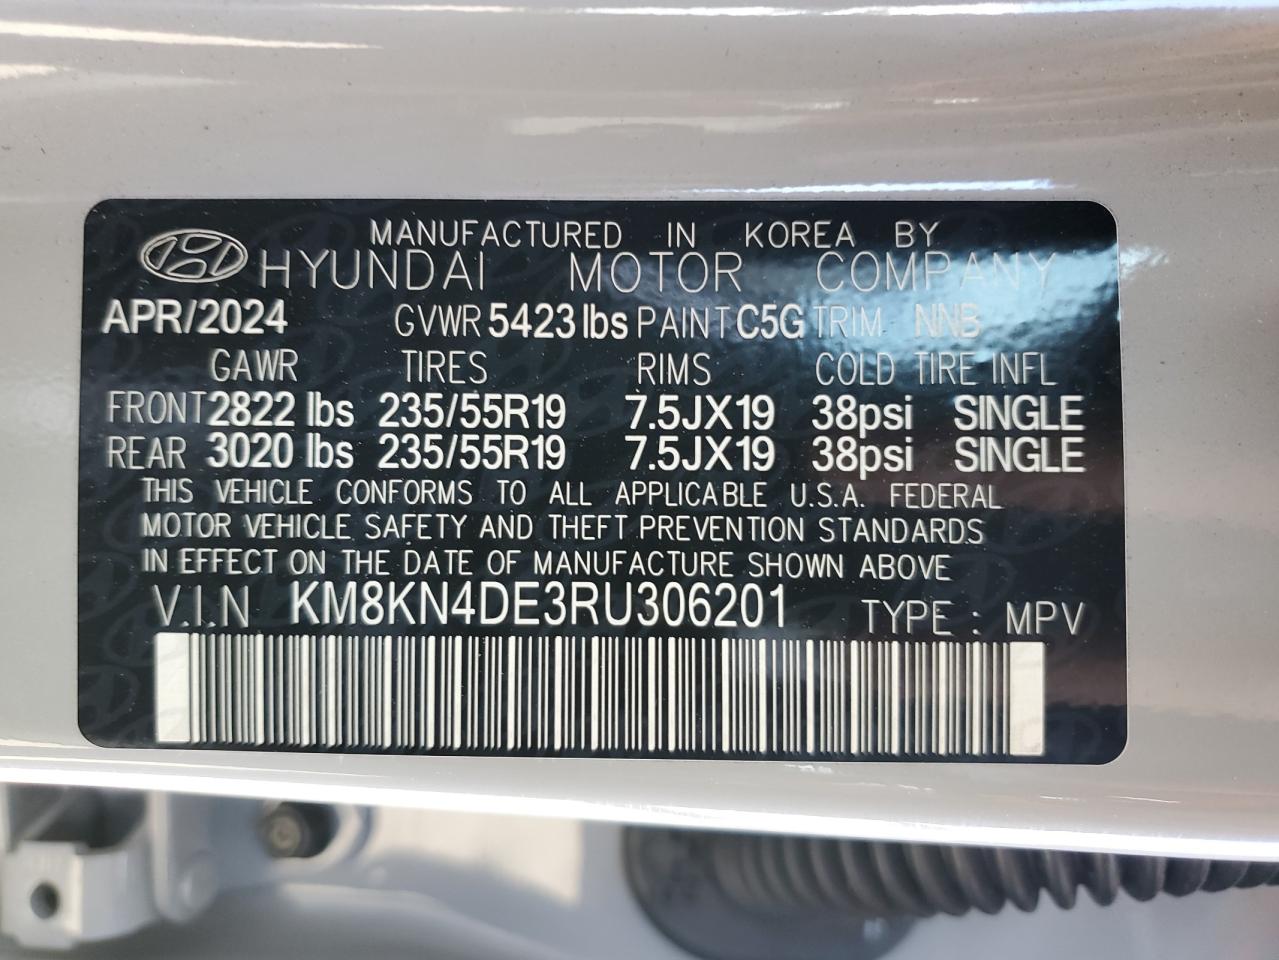 MANUFACTURED IN KOREA BY
HYUNDAI MOTOR COMPANY
APR/2024 GVWR 5423 lbs PAINT C5G TRIM NNB
GAWR TIRES RIMS COLD TIRE INFL
FRONT 2822 lbs 235/55R19 7.5JX19 38psi SINGLE
REAR 3020 lbs 235/55R19 7.5JX19 38psi SINGLE
THIS VEHICLE CONFORMS TO ALL APPLICABLE U.S.A. FEDERAL
MOTOR VEHICLE SAFETY AND THEFT PREVENTION STANDARDS
IN EFFECT ON THE DATE OF MANUFACTURE SHOWN ABOVE
V.I.N KM8KN4DE3RU306201 TYPE : MPV